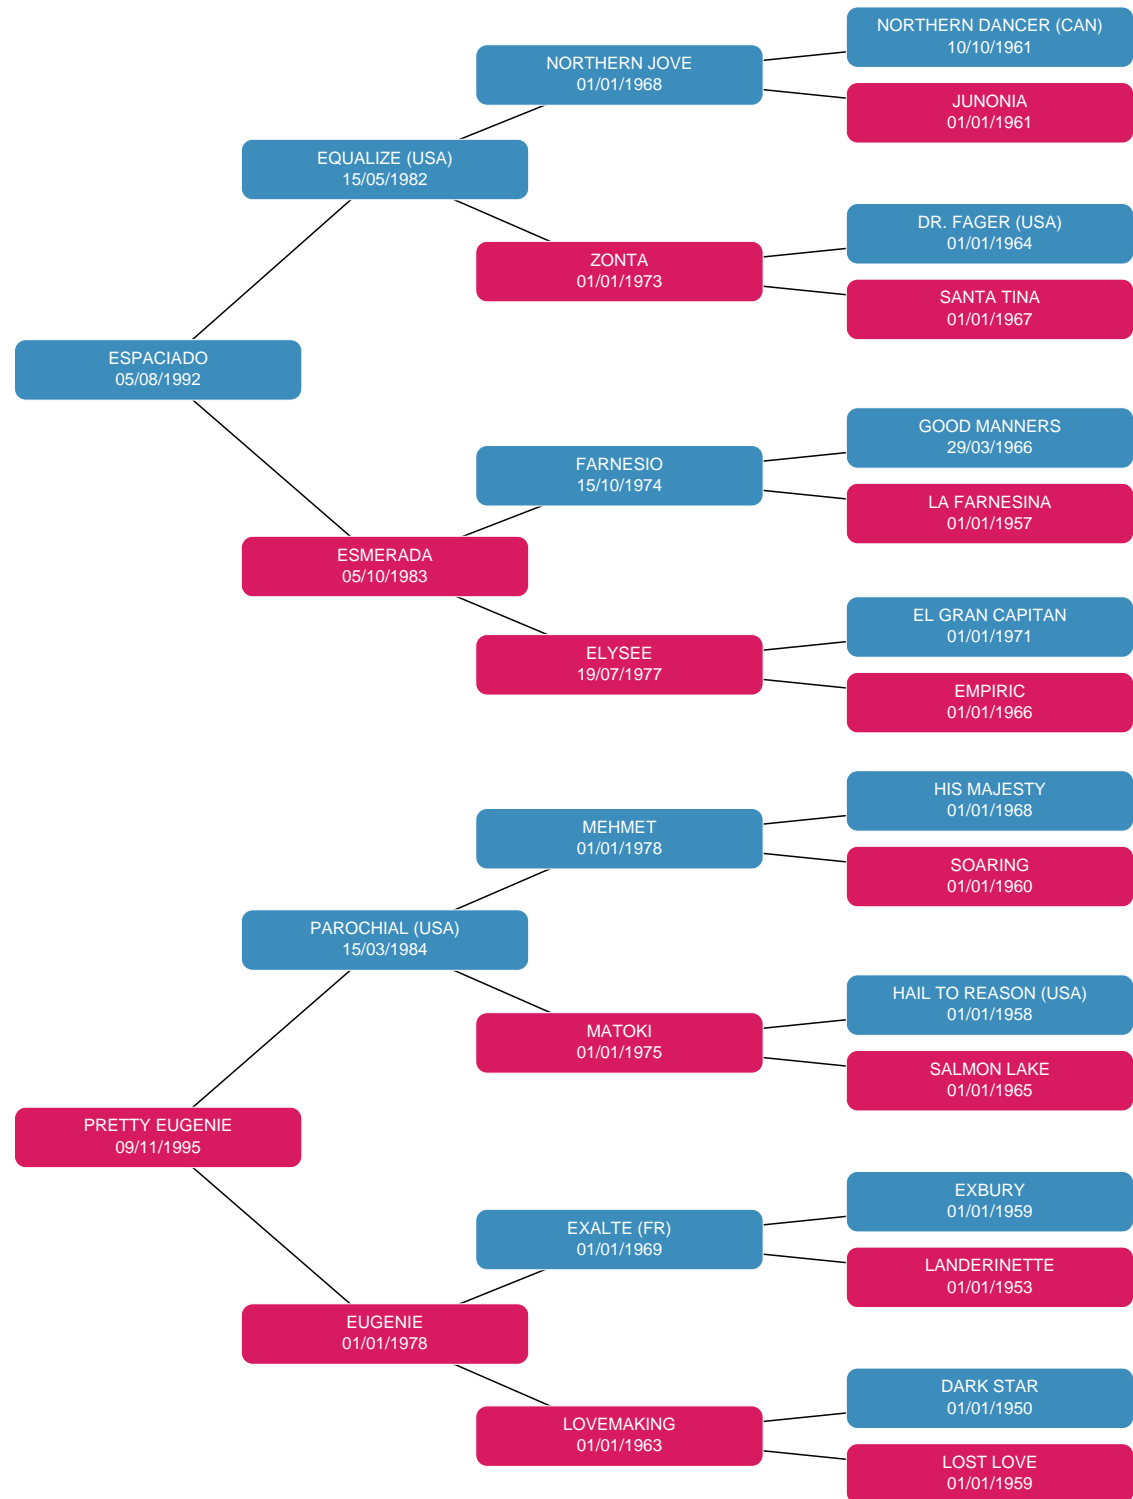 NORTHERN DANCER (CAN)
10/10/1961
NORTHERN JOVE
01/01/1968
JUNONIA
01/01/1961
EQUALIZE (USA)
15/05/1982
DR. FAGER (USA)
01/01/1964
ZONTA
01/01/1973
SANTA TINA
01/01/1967
ESPACIADO
05/08/1992
GOOD MANNERS
29/03/1966
FARNESIO
15/10/1974
LA FARNESINA
01/01/1957
ESMERADA
05/10/1983
EL GRAN CAPITAN
01/01/1971
ELYSEE
19/07/1977
EMPIRIC
01/01/1966
HIS MAJESTY
01/01/1968
MEHMET
01/01/1978
SOARING
01/01/1960
PAROCHIAL (USA)
15/03/1984
HAIL TO REASON (USA)
01/01/1958
MATOKI
01/01/1975
SALMON LAKE
01/01/1965
PRETTY EUGENIE
09/11/1995
EXBURY
01/01/1959
EXALTE (FR)
01/01/1969
LANDERINETTE
01/01/1953
EUGENIE
01/01/1978
DARK STAR
01/01/1950
LOVEMAKING
01/01/1963
LOST LOVE
01/01/1959